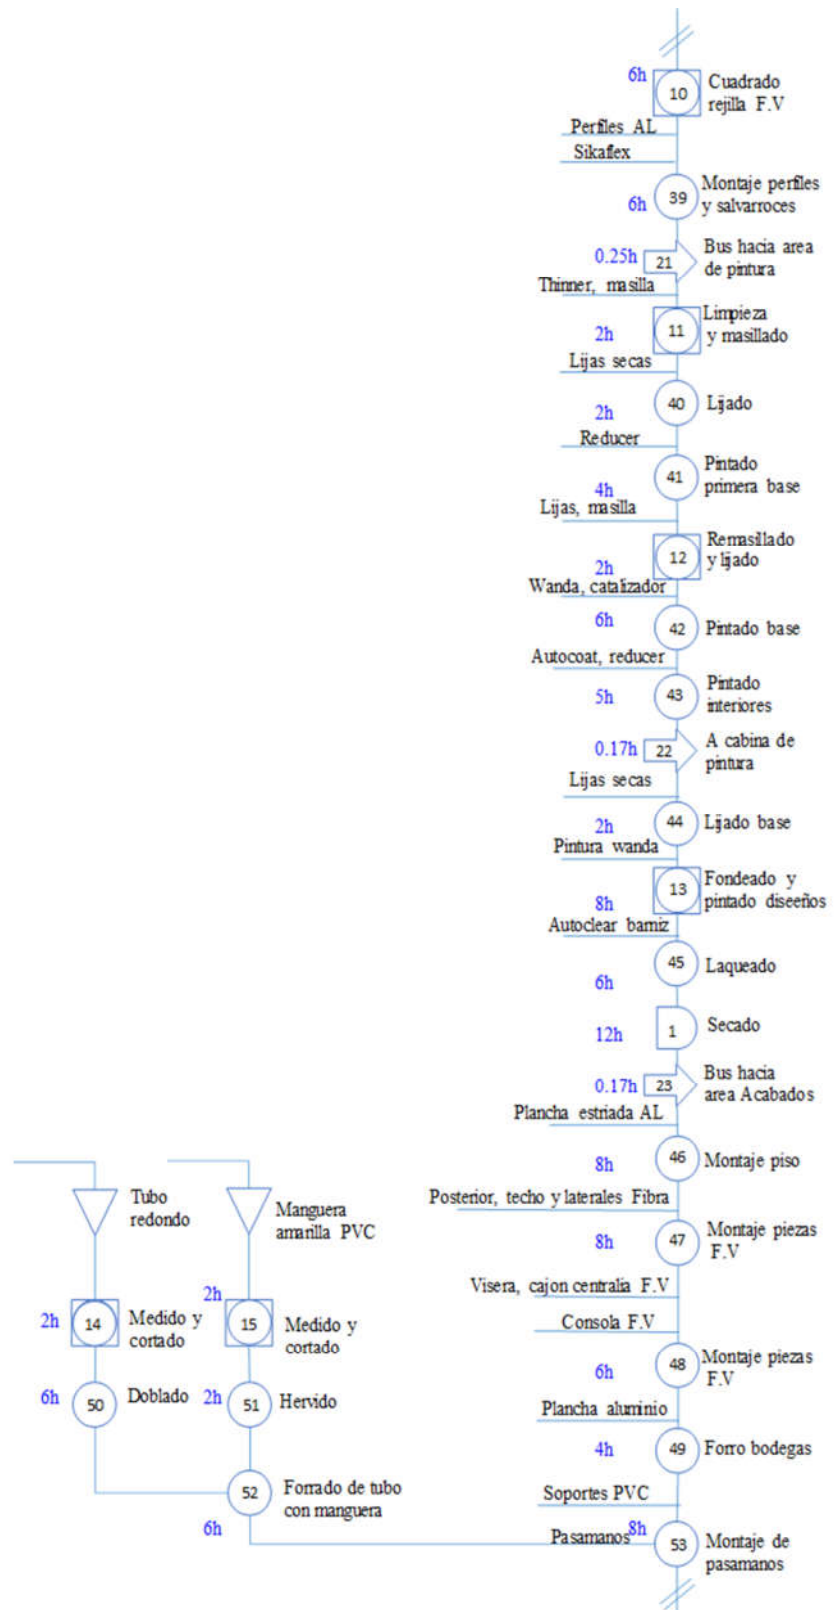 6h
10
Cuadrado
rejilla F.V
Perfiles AL
Sikaflex
6h
39
Montaje perfiles
y salvarroces
0.25h
21
Bus hacia area
de pintura
Thinner, masilla
2h
11
Limpieza
y masillado
Lijas secas
2h
40
Lijado
Reducer
4h
41
Pintado
primera base
Lijas, masilla
2h
12
Remasillado
y lijado
Wanda, catalizador
6h
42
Pintado base
Autocoat, reducer
5h
43
Pintado
interiores
0.17h
22
A cabina de
pintura
Lijas secas
2h
44
Lijado base
Pintura wanda
8h
13
Fondeado y
pintado diseeños
Autoclear barniz
6h
45
Laqueado
12h
1
Secado
0.17h
23
Bus hacia
area Acabados
Plancha estriada AL
8h
46
Montaje piso
Posterior, techo y laterales Fibra
8h
47
Montaje piezas
F.V
Visera, cajon centralia F.V
Consola F.V
6h
48
Montaje piezas
F.V
Plancha aluminio
4h
49
Forro bodegas
Soportes PVC
Tubo
redondo
Manguera
amarilla PVC
2h
14
Medido y
cortado
2h
15
Medido y
cortado
6h
50
Doblado
2h
51
Hervido
52
Forrado de tubo
con manguera
6h
Pasamanos
8h
53
Montaje de
pasamanos